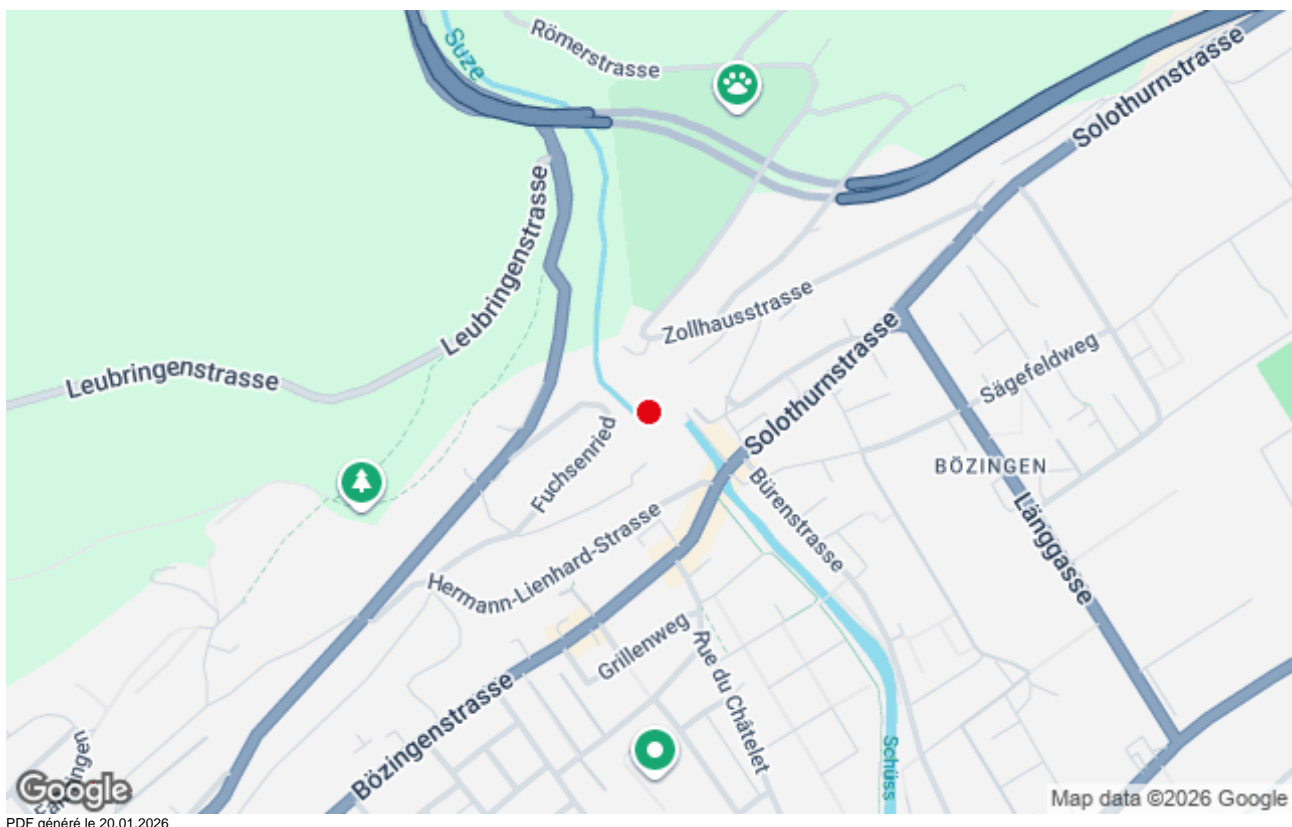 Römerstrasse
Suze
Solothurnstrasse
Leubringenstrasse
Zollhausstrasse
Leubringenstrasse
Solothurnstrasse
Sägefeldweg
Fuchsenried
BÖZINGEN
Bürenstrasse
Hermann-Lienhard-Strasse
Länggasse
Grillenweg
Rue du Châtelet
Bözingenstrasse
Schüss
Google
Map data ©2026 Google
PDF généré le 20.01.2026